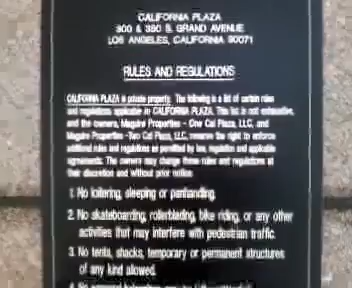 CALIFORNIA PLAZA
300 & 350 S. GRAND AVENUE
LOS ANGELES, CALIFORNIA 90071
RULES AND REGULATIONS
CALIFORNIA PLAZA is private property. The following is a list of certain rules
and regulations applicable to CALIFORNIA PLAZA. This list is not exhaustive,
and the owners, Maguire Properties - One Cal Plaza, LLC, and
Maguire Properties -Two Cal Plaza, LLC, reserve the right to enforce
additional rules and regulations as permitted by law, regulation and applicable
agreements. The owners may change these rules and regulations at
their discretion and without prior notice.
1. No loitering, sleeping or panhandling.
2. No skateboarding, rollerblading, bike riding, or any other
activities that may interfere with pedestrian traffic.
3. No tents, shacks, temporary or permanent structures
of any kind allowed.